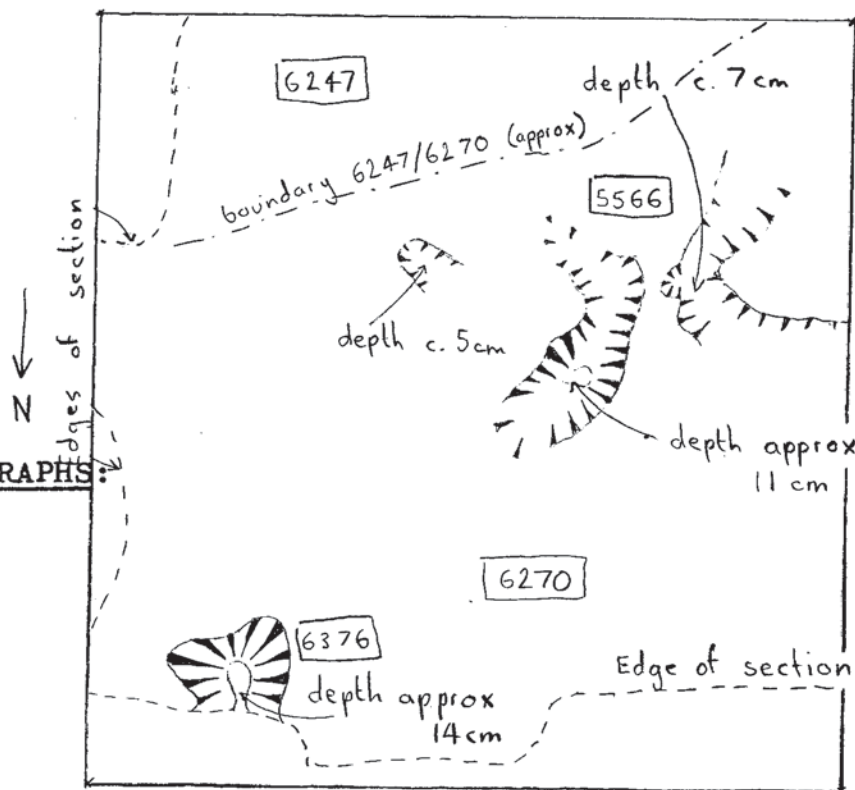 6247
depth c. 7cm
boundary 6247/6270 (approx)
5566
Edges of section
depth c. 5cm
N
RAPHS:
depth approx
11 cm
6270
6376
Edge of section
depth approx
14cm